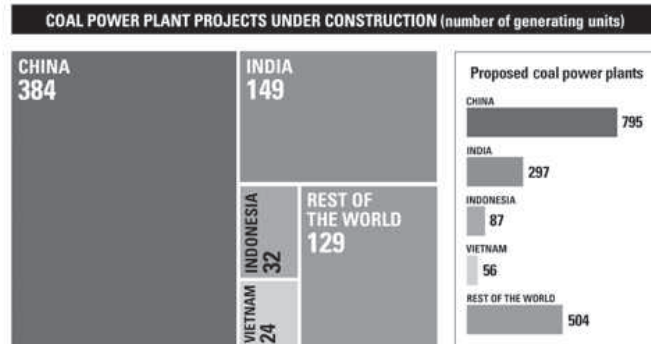 COAL POWER PLANT PROJECTS UNDER CONSTRUCTION (number of generating units)
CHINA
384
INDIA
149
INDONESIA
32
VIETNAM
24
REST OF
THE WORLD
129
Proposed coal power plants
CHINA
795
INDIA
297
INDONESIA
87
VIETNAM
56
REST OF THE WORLD
504